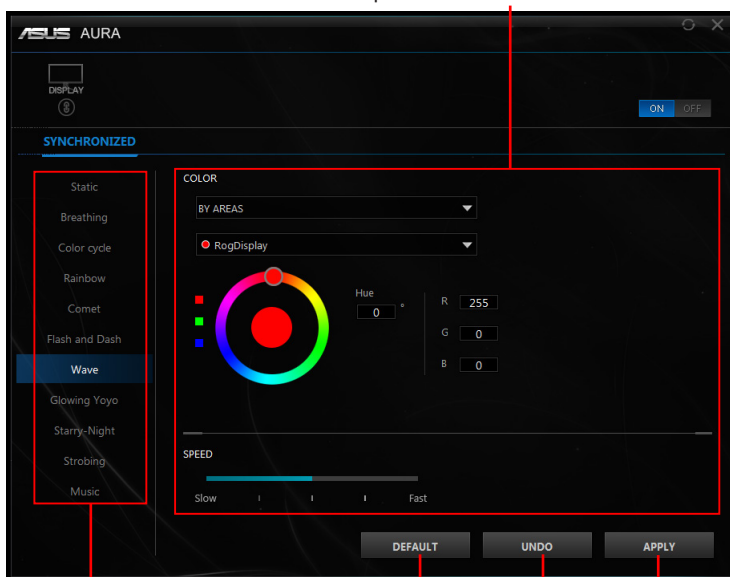 ASUS AURA
DISPLAY
ON OFF
SYNCHRONIZED
Static
Breathing
Color cycle
Rainbow
Comet
Flash and Dash
Wave
Glowing Yoyo
Starry-Night
Strobing
Music
COLOR
BY AREAS
RogDisplay
Hue
0 °
R 255
G 0
B 0
SPEED
Slow Fast
DEFAULT UNDO APPLY